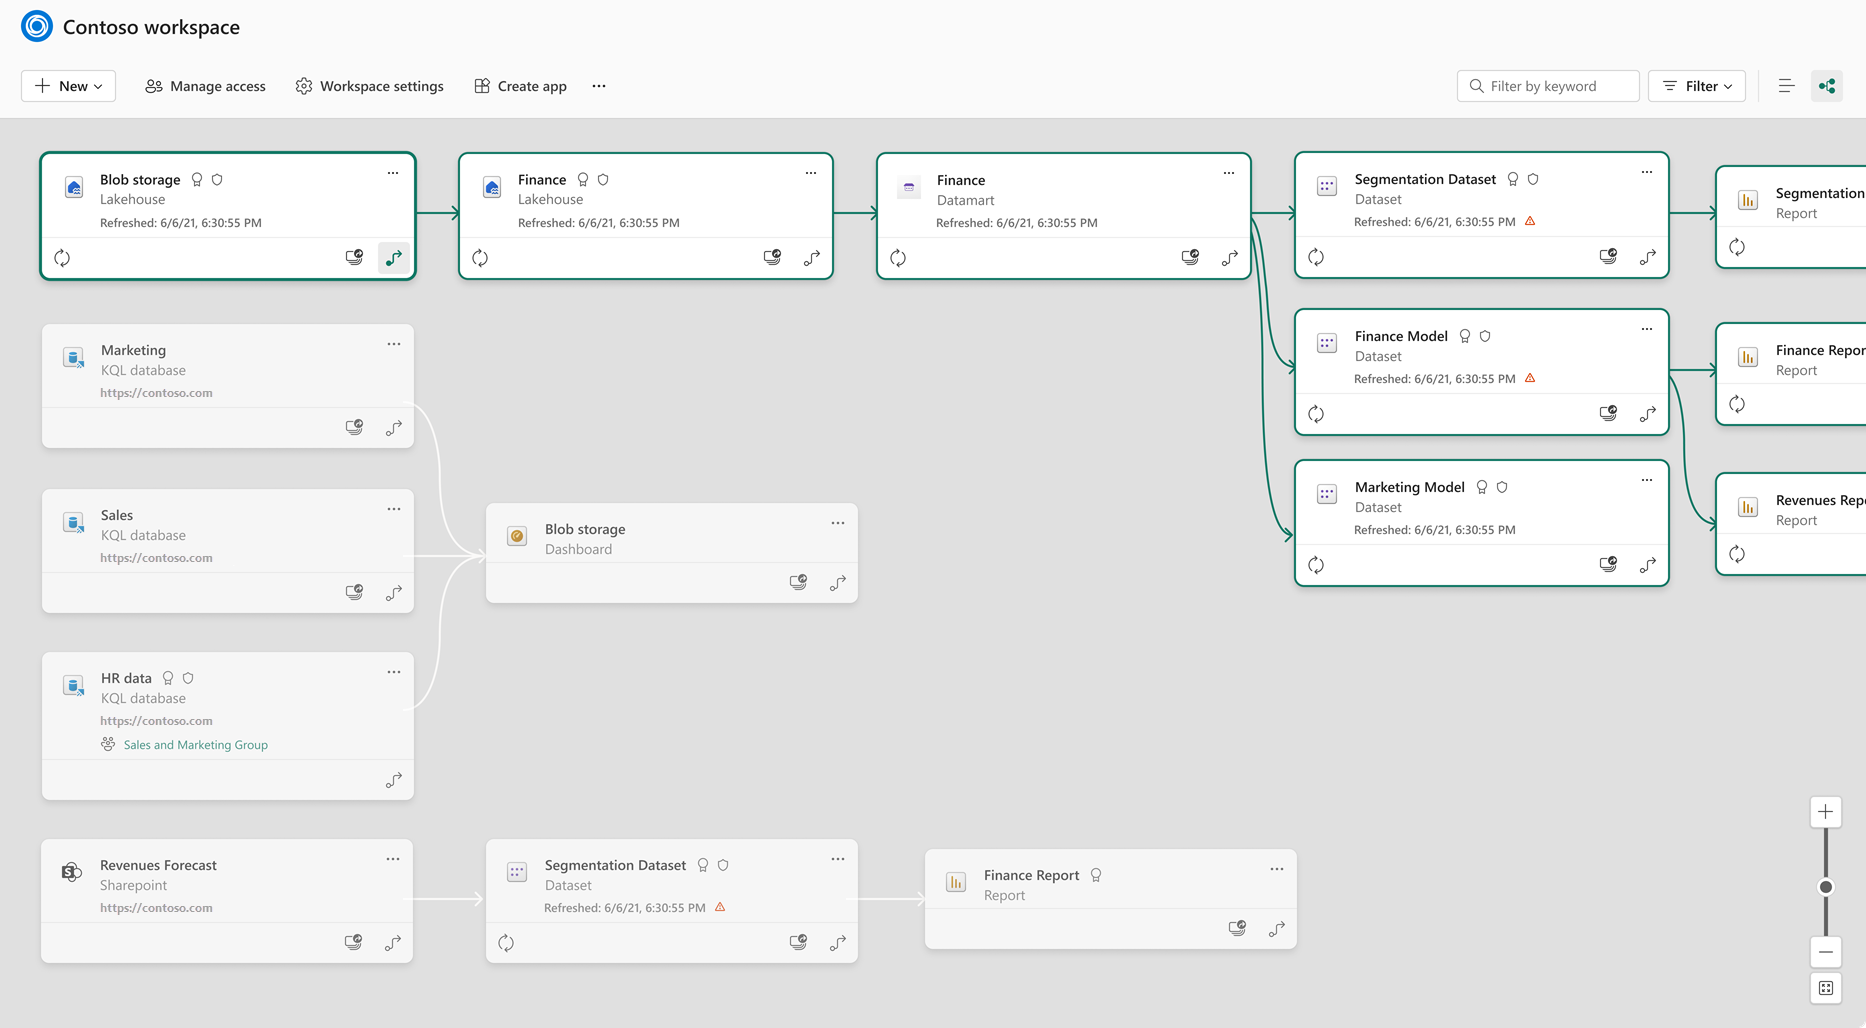 Contoso workspace
New
Manage access
Workspace settings
Create app
Filter by keyword
Filter
Blob storage
Lakehouse
Refreshed: 6/6/21, 6:30:55 PM
Finance
Lakehouse
Refreshed: 6/6/21, 6:30:55 PM
Finance
Datamart
Refreshed: 6/6/21, 6:30:55 PM
Segmentation Dataset
Dataset
Refreshed: 6/6/21, 6:30:55 PM
Segmentation
Report
Finance Model
Dataset
Refreshed: 6/6/21, 6:30:55 PM
Finance Repor
Report
Marketing Model
Dataset
Refreshed: 6/6/21, 6:30:55 PM
Revenues Rep
Report
Marketing
KQL database
https://contoso.com
Sales
KQL database
https://contoso.com
Blob storage
Dashboard
HR data
KQL database
https://contoso.com
Sales and Marketing Group
Revenues Forecast
Sharepoint
https://contoso.com
Segmentation Dataset
Dataset
Refreshed: 6/6/21, 6:30:55 PM
Finance Report
Report